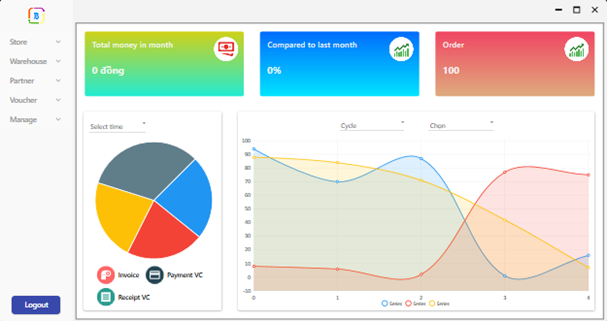 Store
Warehouse
Partner
Voucher
Manage
Logout
Total money in month
0 đồng
Compared to last month
0%
Order
100
Select time
Invoice
Payment VC
Receipt VC
Cycle
Chon
100
90
80
70
60
50
40
30
20
10
0
-10
0 1 2 3 4
Series Series Series